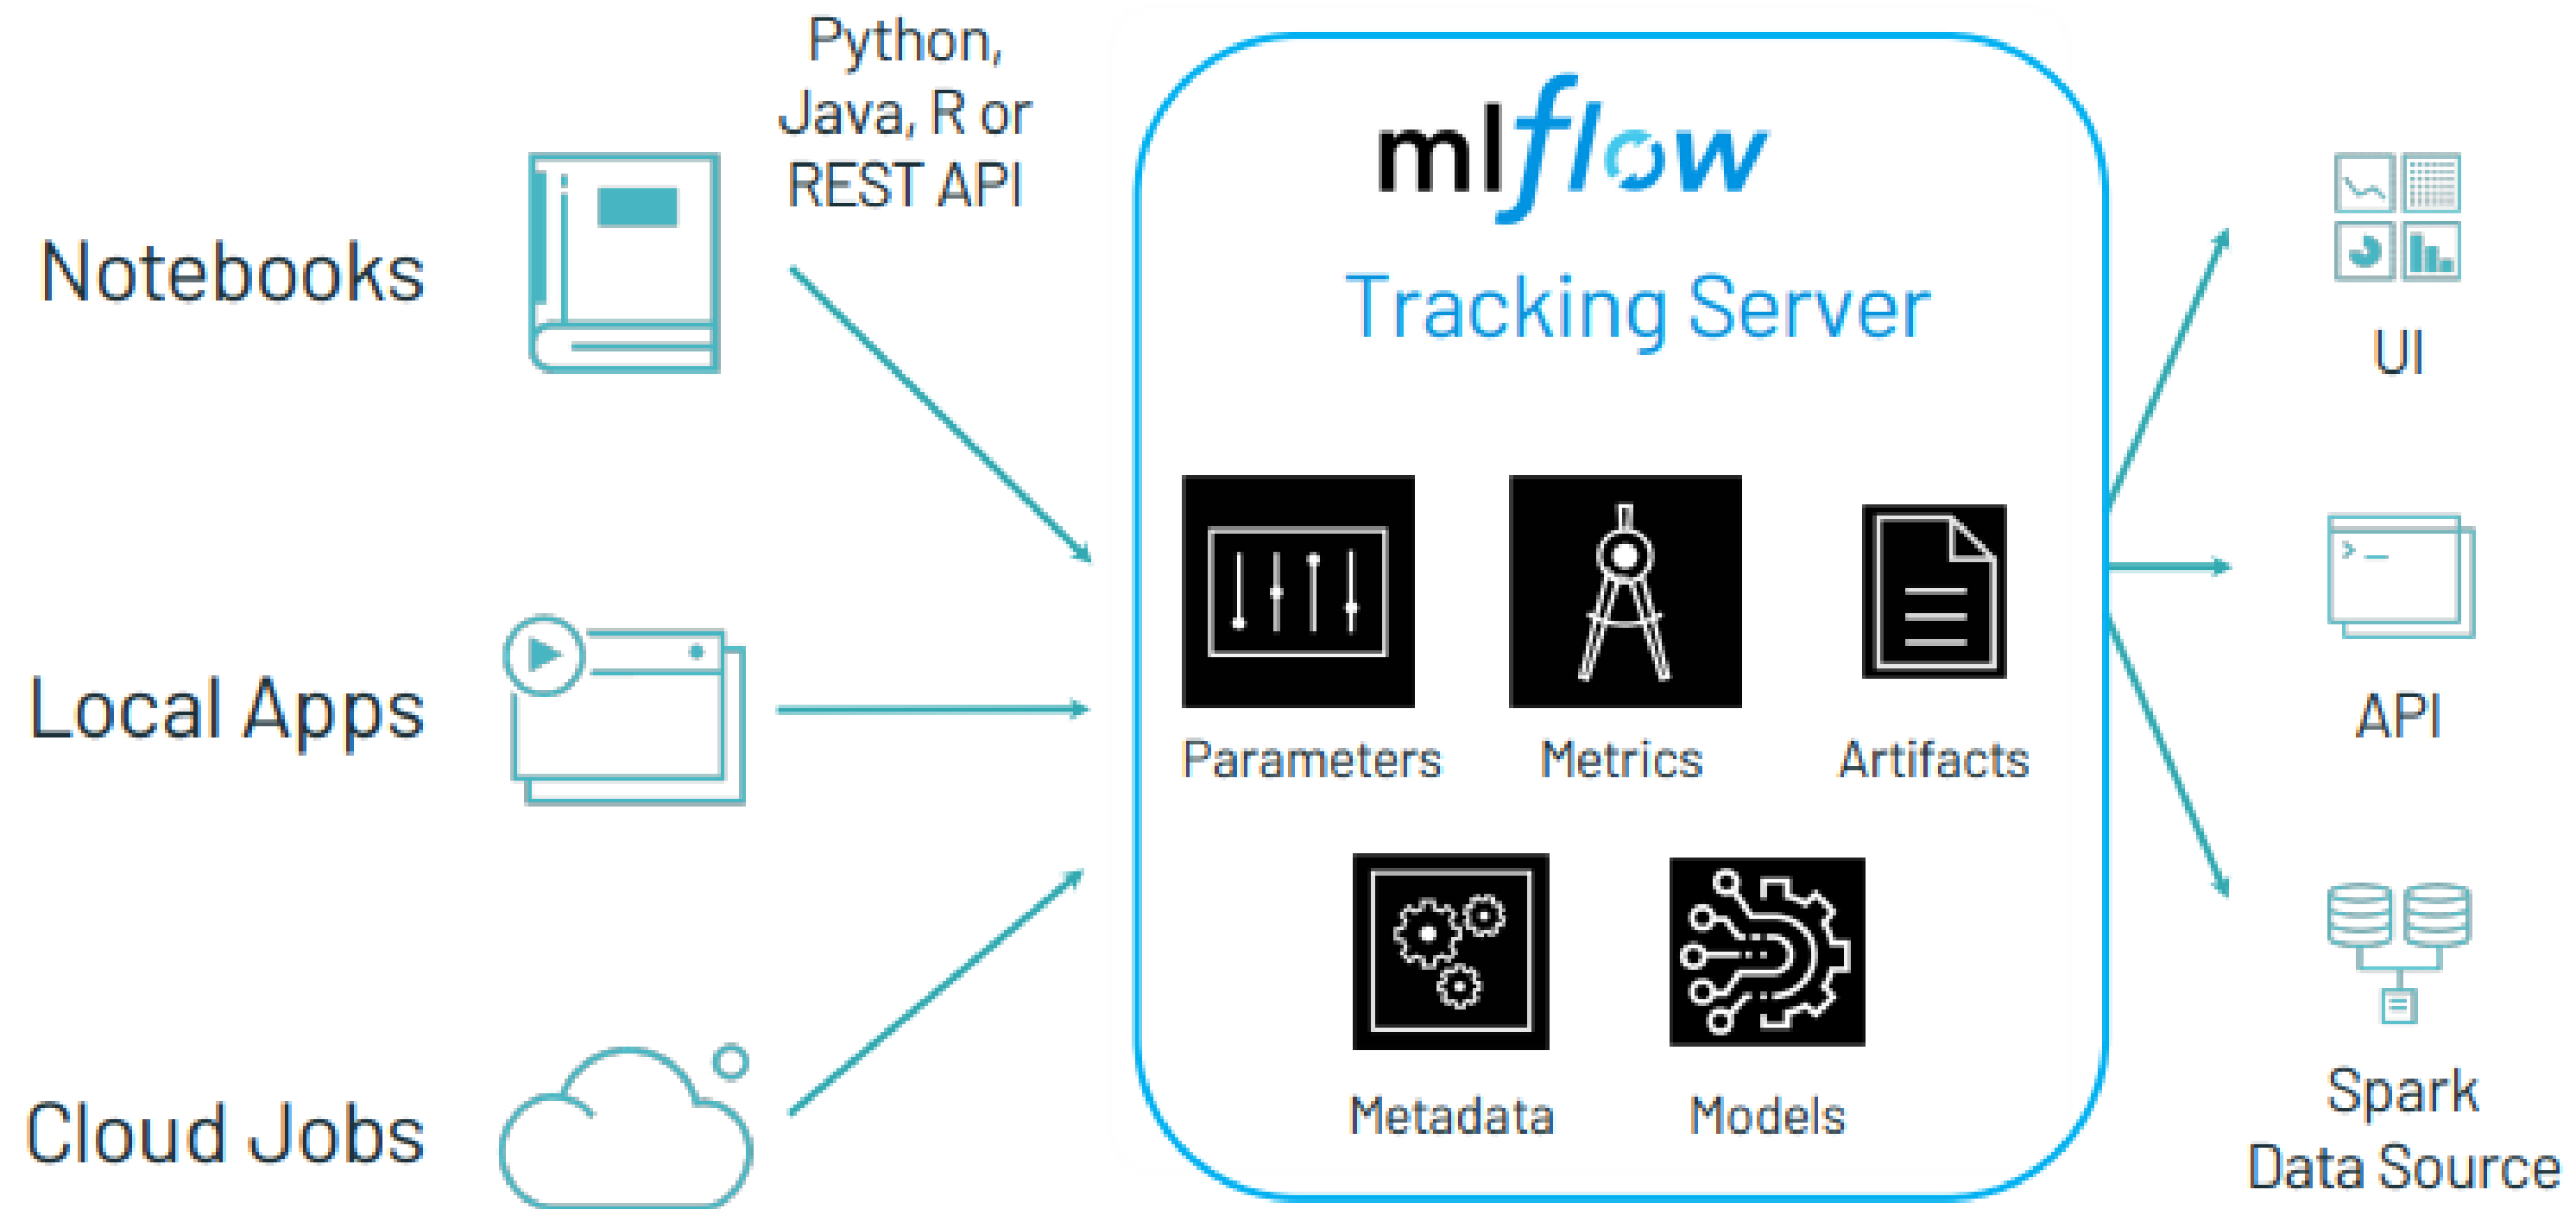 Python,
Java, R or
REST API
Notebooks
Local Apps
Cloud Jobs
mlflow
Tracking Server
Parameters
Metrics
Artifacts
Metadata
Models
UI
>_
API
Spark
Data Source